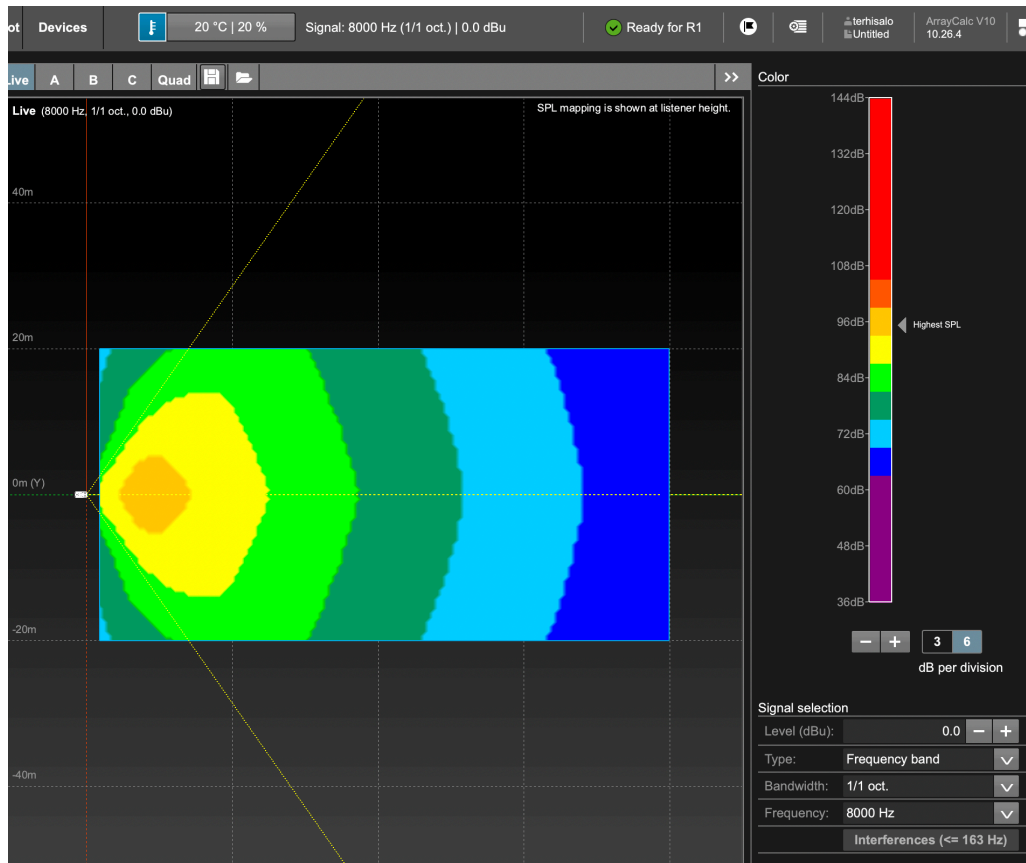 ot Devices 20 °C | 20 % Signal: 8000 Hz (1/1 oct.) | 0.0 dBu Ready for R1 terhisalo ArrayCalc V10
Untitled 10.26.4
Live A B C Quad >> Color
Live (8000 Hz, 1/1 oct., 0.0 dBu) SPL mapping is shown at listener height.
144dB
132dB
40m
120dB
108dB
96dB Highest SPL
20m
84dB
72dB
0m (Y)
60dB
48dB
36dB
-20m
- + 3 6
dB per division
Signal selection
Level (dBu): 0.0 - +
Type: Frequency band
-40m
Bandwidth: 1/1 oct.
Frequency: 8000 Hz
Interferences (<= 163 Hz)